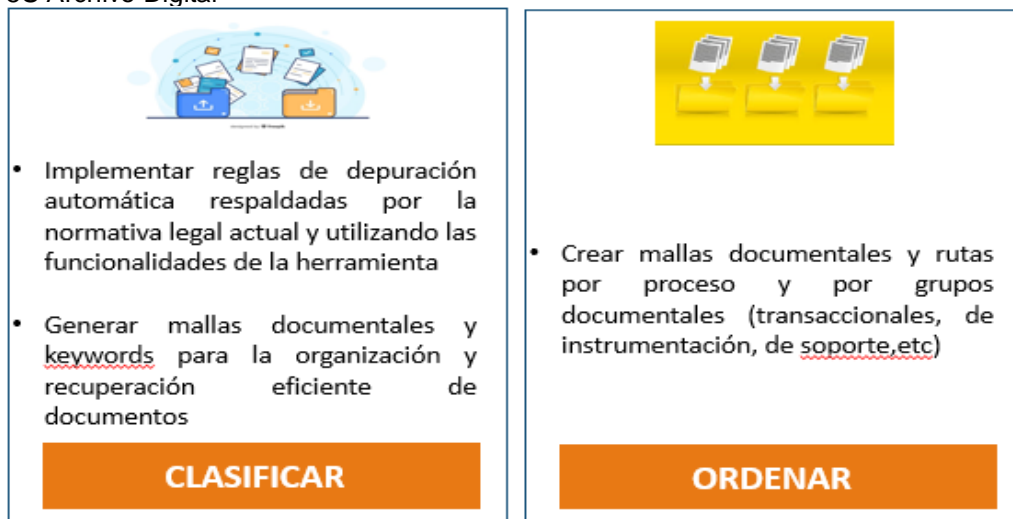 • Implementar reglas de depuración
automática respaldadas por la
normativa legal actual y utilizando las
funcionalidades de la herramienta
• Generar mallas documentales y
keywords para la organización y
recuperación eficiente de
documentos
CLASIFICAR
• Crear mallas documentales y rutas
por proceso y por grupos
documentales (transaccionales, de
instrumentación, de soporte,etc)
ORDENAR